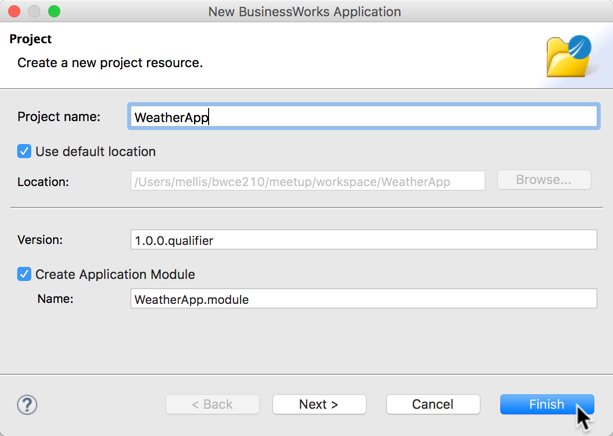 New BusinessWorks Application
Project
Create a new project resource.
Project name: WeatherApp
Use default location
Location: /Users/mellis/bwce210/meetup/workspace/WeatherApp Browse...
Version: 1.0.0.qualifier
Create Application Module
Name: WeatherApp.module
? < Back Next > Cancel Finish